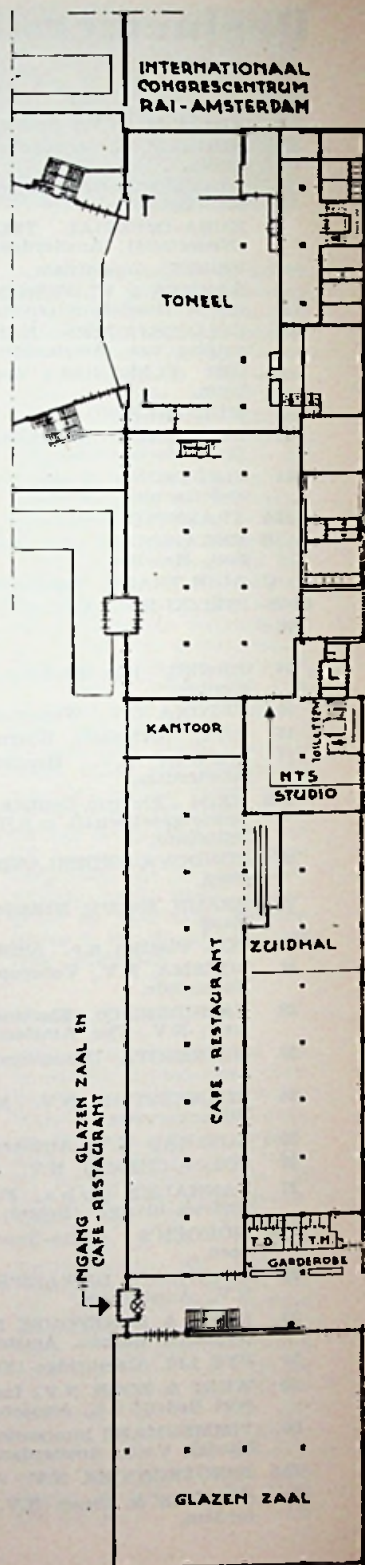 INTERNATIONAAL
CONGRESCENTRUM
RAI-AMSTERDAM
TONEEL
KANTOOR
TOILETTEN
NTS
STUDIO
ZUIDHAL
CAFE-RESTAURANT
INGANG GLAZEN ZAAL EN
CAFE-RESTAURANT
T.D. T.H.
GARDEROBE
GLAZEN ZAAL